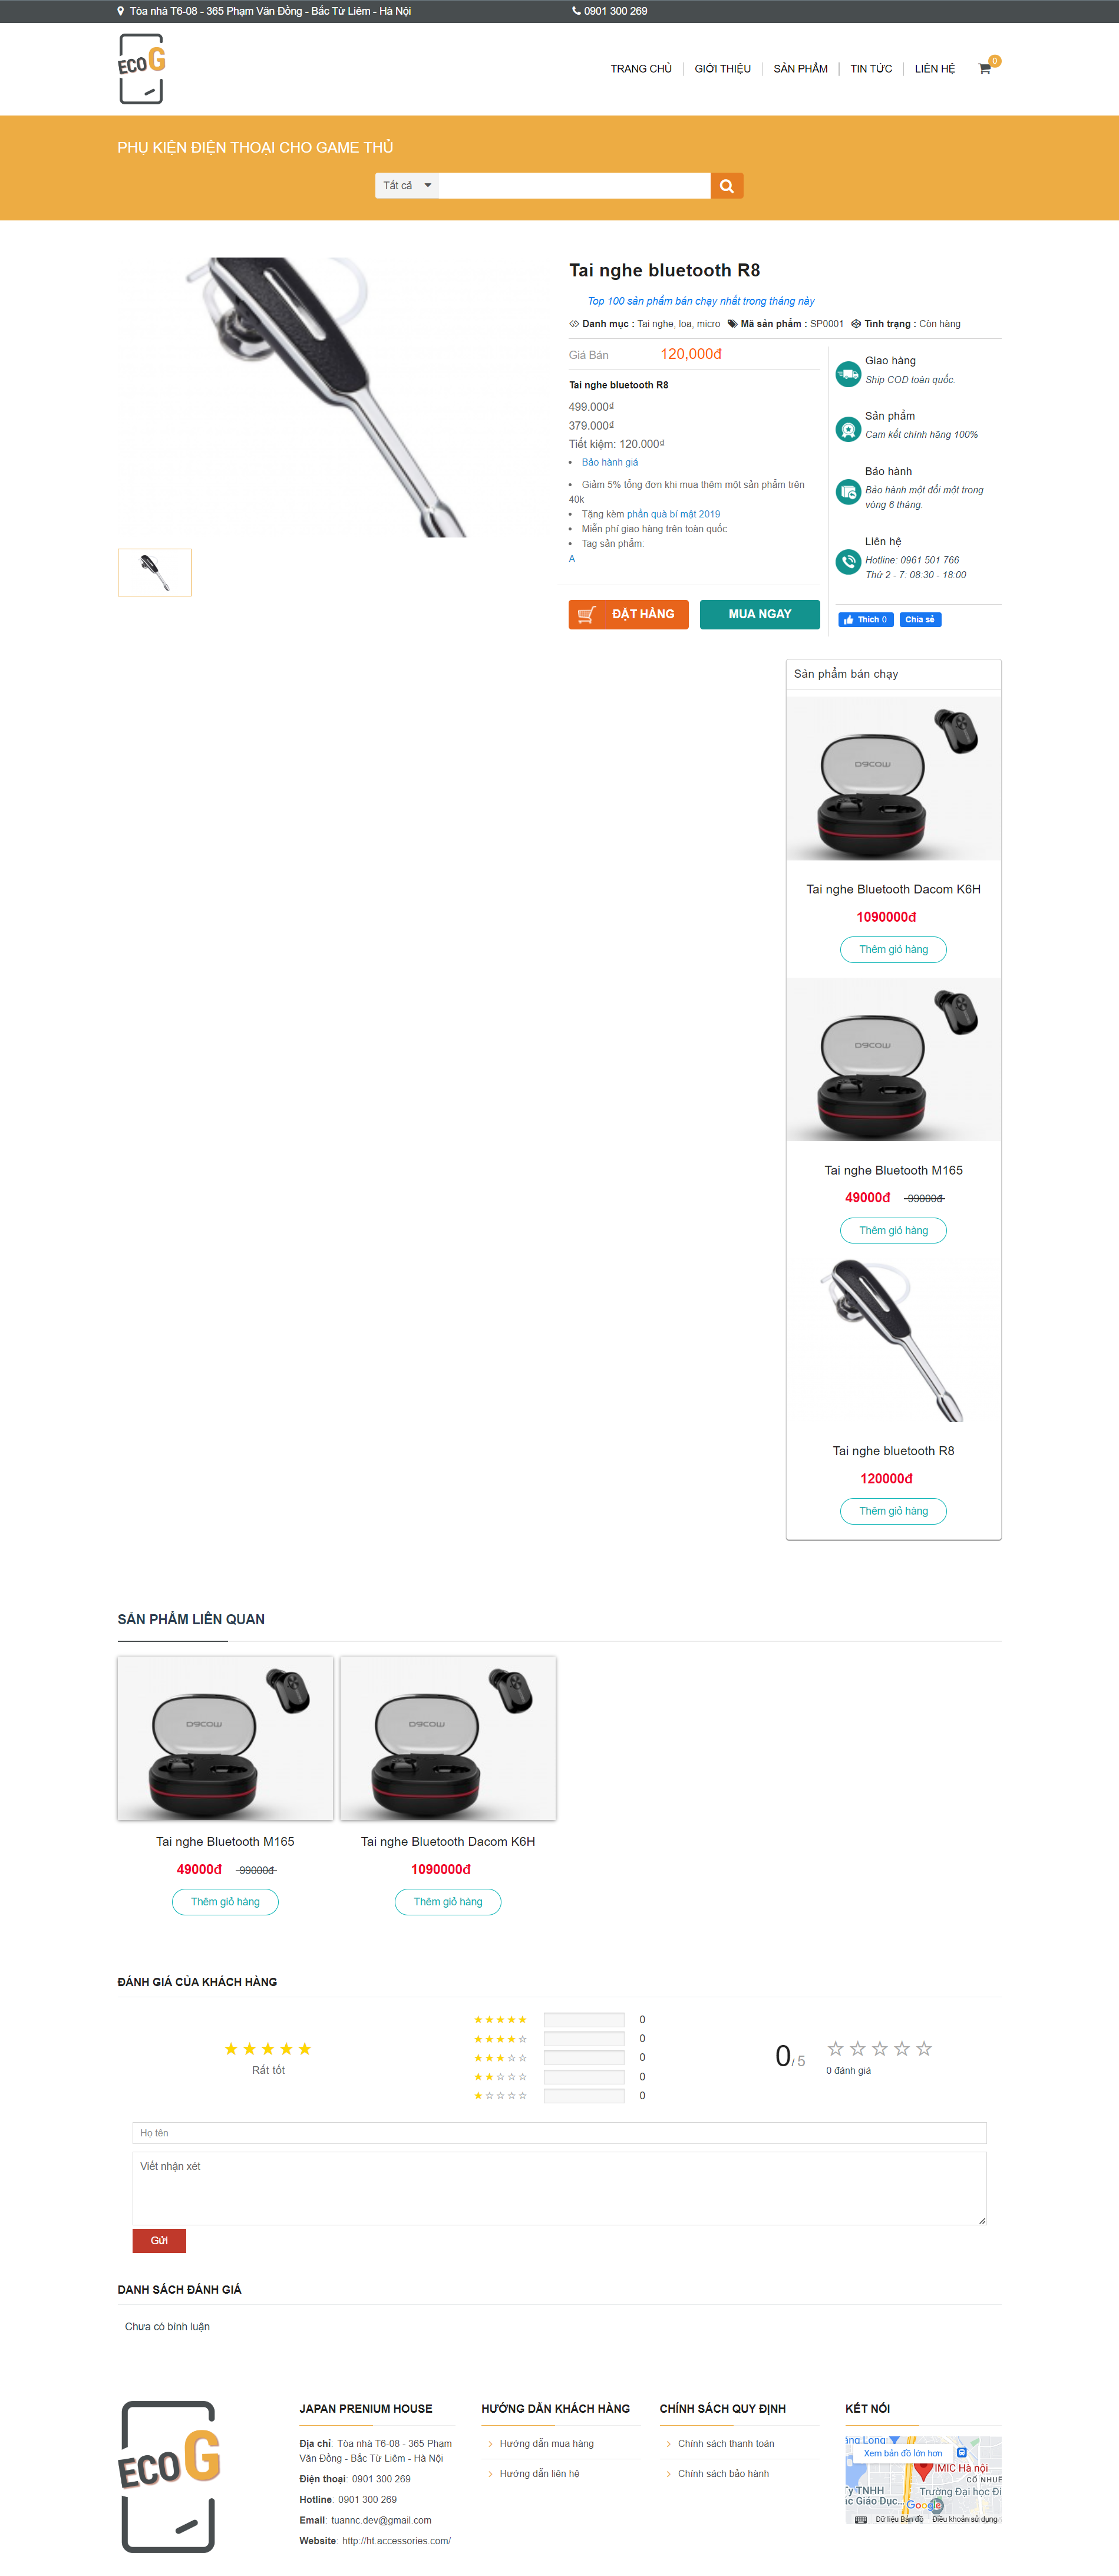 Tòa nhà T6-08 - 365 Phạm Văn Đồng - Bắc Từ Liêm - Hà Nội
0901 300 269
ECOG
TRANG CHỦ
GIỚI THIỆU
SẢN PHẨM
TIN TỨC
LIÊN HỆ
0
PHỤ KIỆN ĐIỆN THOẠI CHO GAME THỦ
Tất cả
Tai nghe bluetooth R8
Top 100 sản phẩm bán chạy nhất trong tháng này
Danh mục : Tai nghe, loa, micro Mã sản phẩm : SP0001 Tình trạng : Còn hàng
Giá Bán 120,000đ
Tai nghe bluetooth R8
499.000₫
379.000₫
Tiết kiệm: 120.000₫
• Bảo hành giá
• Giảm 5% tổng đơn khi mua thêm một sản phẩm trên
40k
• Tặng kèm phần quà bí mật 2019
• Miễn phí giao hàng trên toàn quốc
• Tag sản phẩm:
A
ĐẶT HÀNG
MUA NGAY
Giao hàng
Ship COD toàn quốc.
Sản phẩm
Cam kết chính hãng 100%
Bảo hành
Bảo hành một đổi một trong
vòng 6 tháng.
Liên hệ
Hotline: 0961 501 766
Thứ 2 - 7: 08:30 - 18:00
Thích 0
Chia sẻ
Sản phẩm bán chạy
DACOM
Tai nghe Bluetooth Dacom K6H
1090000đ
Thêm giỏ hàng
DACOM
Tai nghe Bluetooth M165
49000đ 99000đ
Thêm giỏ hàng
Tai nghe bluetooth R8
120000đ
Thêm giỏ hàng
SẢN PHẨM LIÊN QUAN
DACOM
DACOM
Tai nghe Bluetooth M165
49000đ 99000đ
Thêm giỏ hàng
Tai nghe Bluetooth Dacom K6H
1090000đ
Thêm giỏ hàng
ĐÁNH GIÁ CỦA KHÁCH HÀNG
Rất tốt
0
0
0
0
0
0/ 5
0 đánh giá
Họ tên
Viết nhận xét
Gửi
DANH SÁCH ĐÁNH GIÁ
Chưa có bình luận
ECOG
JAPAN PRENIUM HOUSE
Địa chỉ: Tòa nhà T6-08 - 365 Phạm
Văn Đồng - Bắc Từ Liêm - Hà Nội
Điện thoại: 0901 300 269
Hotline: 0901 300 269
Email: tuannc.dev@gmail.com
Website: http://ht.accessories.com/
HƯỚNG DẪN KHÁCH HÀNG
Hướng dẫn mua hàng
Hướng dẫn liên hệ
CHÍNH SÁCH QUY ĐỊNH
Chính sách thanh toán
Chính sách bảo hành
KẾT NỐI
Xem bản đồ lớn hơn
IMIC Hà nội
CỔ NHUẾ
Trường Đại học
Google
Dữ liệu Bản đồ
Điều khoản sử dụng